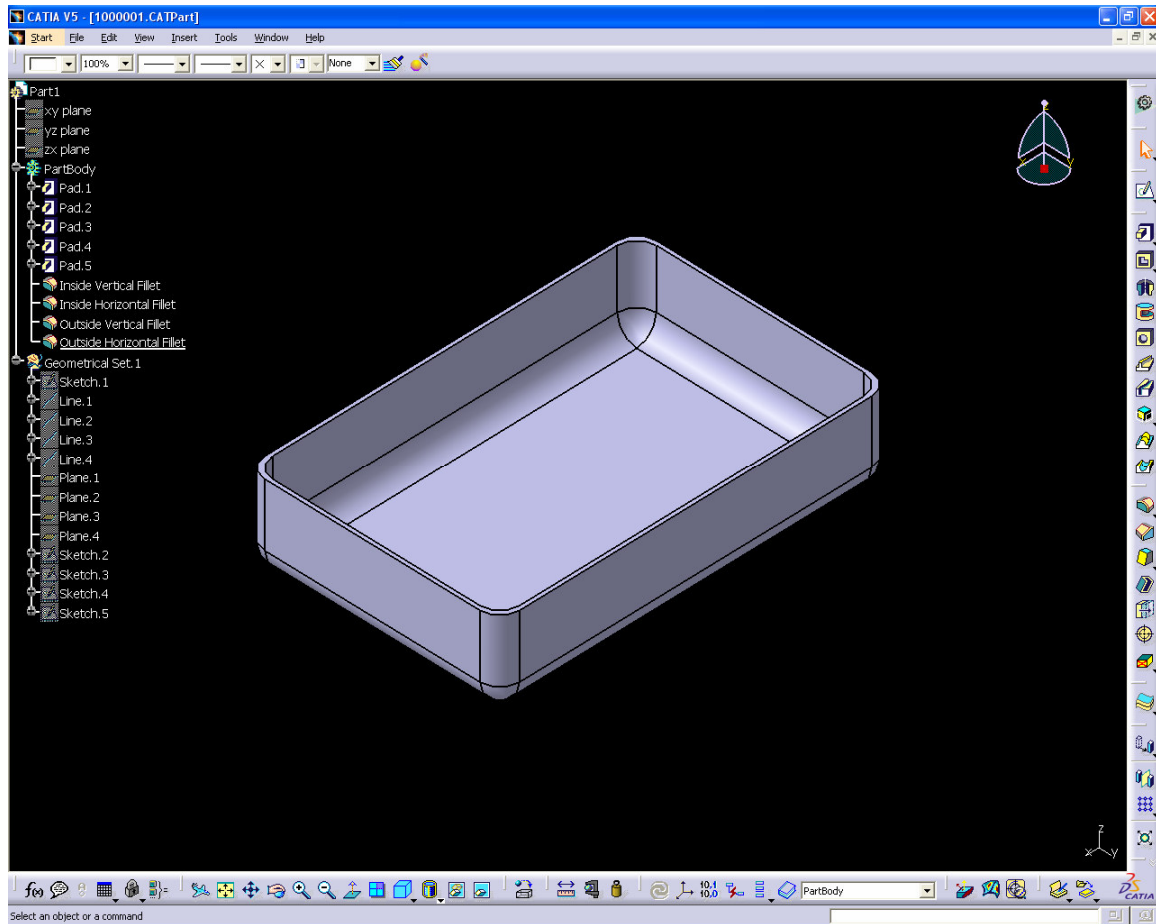 CATIA V5 - [1000001.CATPart]
Start File Edit View Insert Tools Window Help
100% None
Part1
xy plane
yz plane
zx plane
PartBody
Pad.1
Pad.2
Pad.3
Pad.4
Pad.5
Inside Vertical Fillet
Inside Horizontal Fillet
Outside Vertical Fillet
Outside Horizontal Fillet
Geometrical Set.1
Sketch.1
Line.1
Line.2
Line.3
Line.4
Plane.1
Plane.2
Plane.3
Plane.4
Sketch.2
Sketch.3
Sketch.4
Sketch.5
z
x y
f(x) 10.1 10.0 PartBody CATIA
Select an object or a command